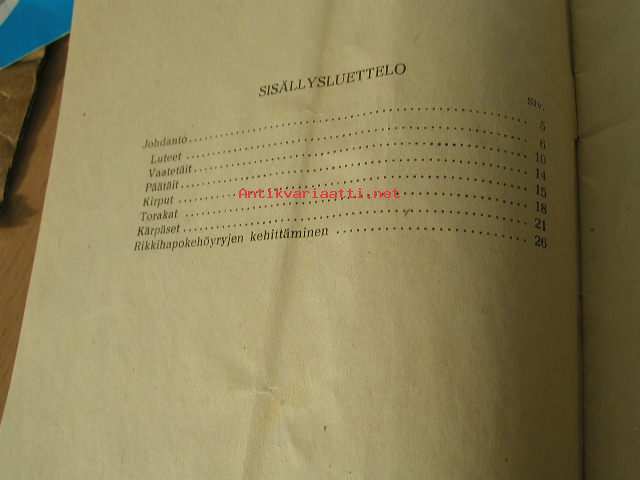 SISÄLLYSLUETTELO
Siv.
Johdanto 5
Luteet 6
Vaatetäit 10
Päätäit 14
Kirput 15
Torakat 18
Kärpäset 21
Rikkihapokehöyryjen kehittäminen 26
Antikvariaatti.net